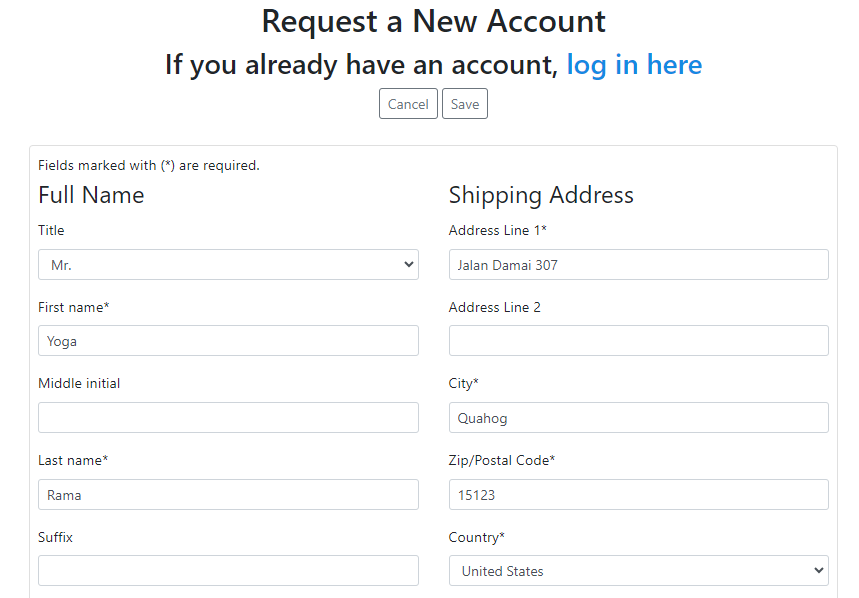 Request a New Account
If you already have an account, log in here
Cancel Save
Fields marked with (*) are required.
Full Name
Title
Mr.
First name*
Yoga
Middle initial
Last name*
Rama
Suffix
Shipping Address
Address Line 1*
Jalan Damai 307
Address Line 2
City*
Quahog
Zip/Postal Code*
15123
Country*
United States